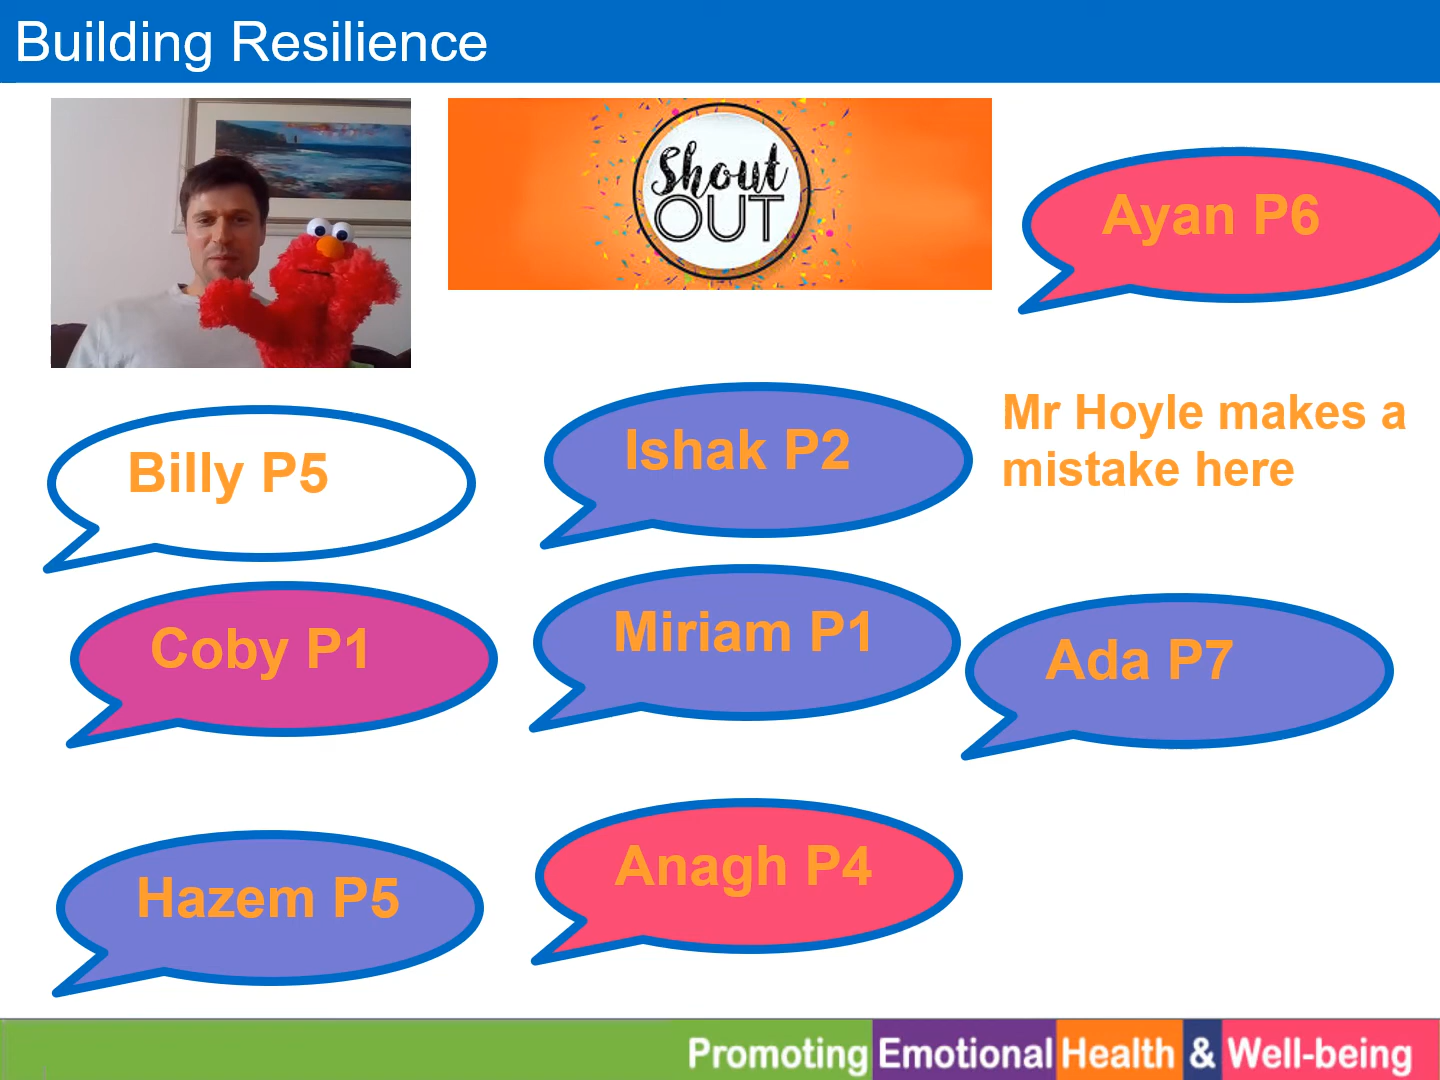 Building Resilience
Shout
OUT
Ayan P6
Mr Hoyle makes a
mistake here
Billy P5
Ishak P2
Coby P1
Miriam P1
Ada P7
Hazem P5
Anagh P4
Promoting Emotional Health & Well-being